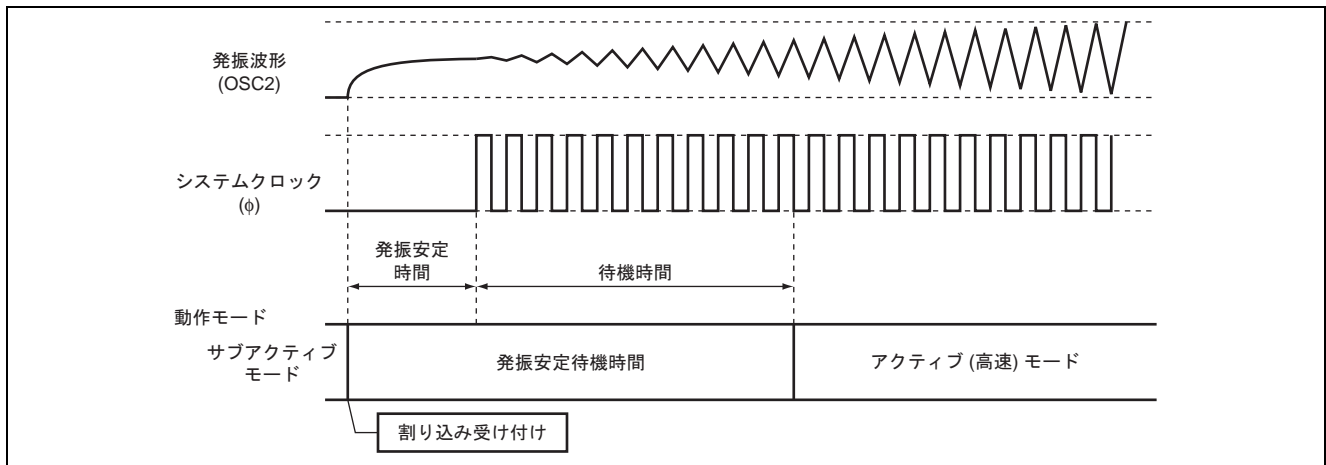 発振波形
(OSC2)
システムクロック
(φ)
発振安定
時間
待機時間
動作モード
サブアクティブ
モード
発振安定待機時間
アクティブ (高速) モード
割り込み受け付け